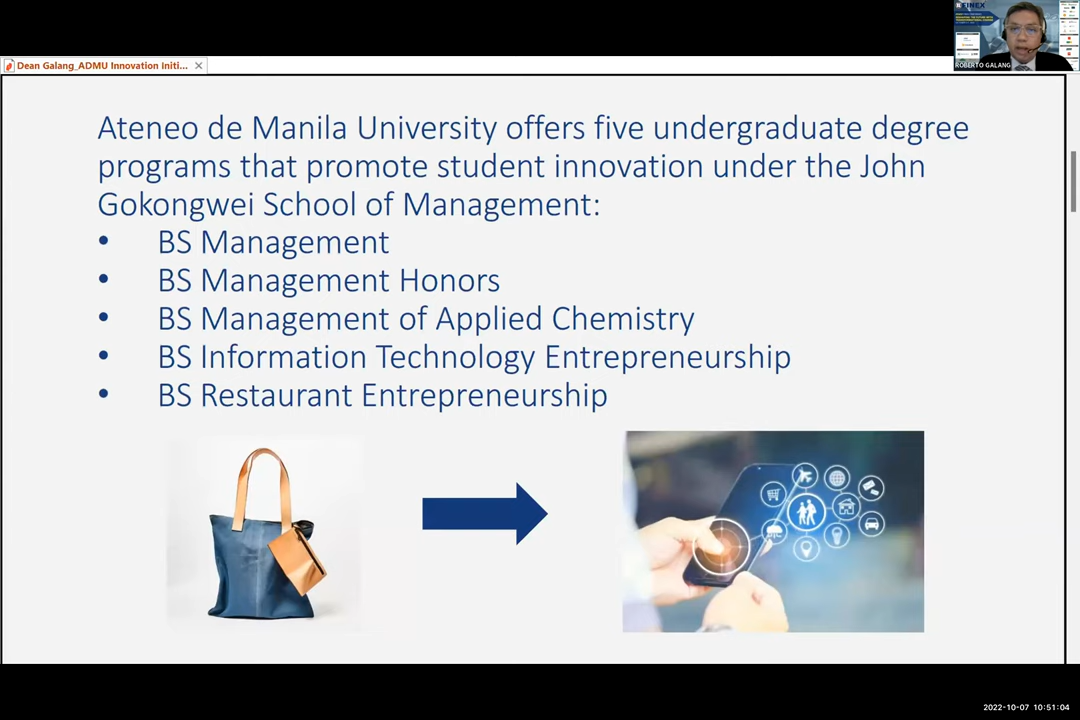 REINEX
ROBERTO GALANG
Dean Galang_ADMU Innovation Initi...
Ateneo de Manila University offers five undergraduate degree
programs that promote student innovation under the John
Gokongwei School of Management:
• BS Management
• BS Management Honors
• BS Management of Applied Chemistry
• BS Information Technology Entrepreneurship
• BS Restaurant Entrepreneurship
2022-10-07 10:51:04